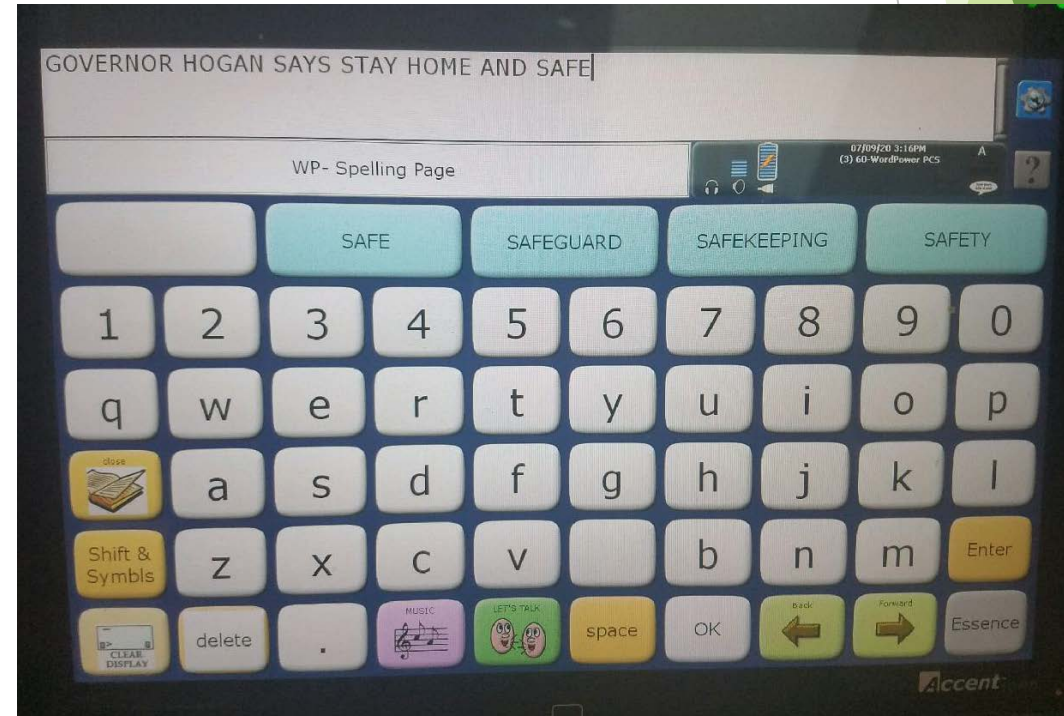 GOVERNOR HOGAN SAYS STAY HOME AND SAFE
WP- Spelling Page
07/09/20 3:16PM A
(3) 60-WordPower PCS
?
SAFE SAFEGUARD SAFEKEEPING SAFETY
1 2 3 4 5 6 7 8 9 0
q w e r t y u i o p
close
a s d f g h j k l
Shift &
Symbls
z x c v b n m Enter
CLEAR
DISPLAY
delete
.
MUSIC
LET'S TALK
space
OK
Back
Forward
Essence
Accent